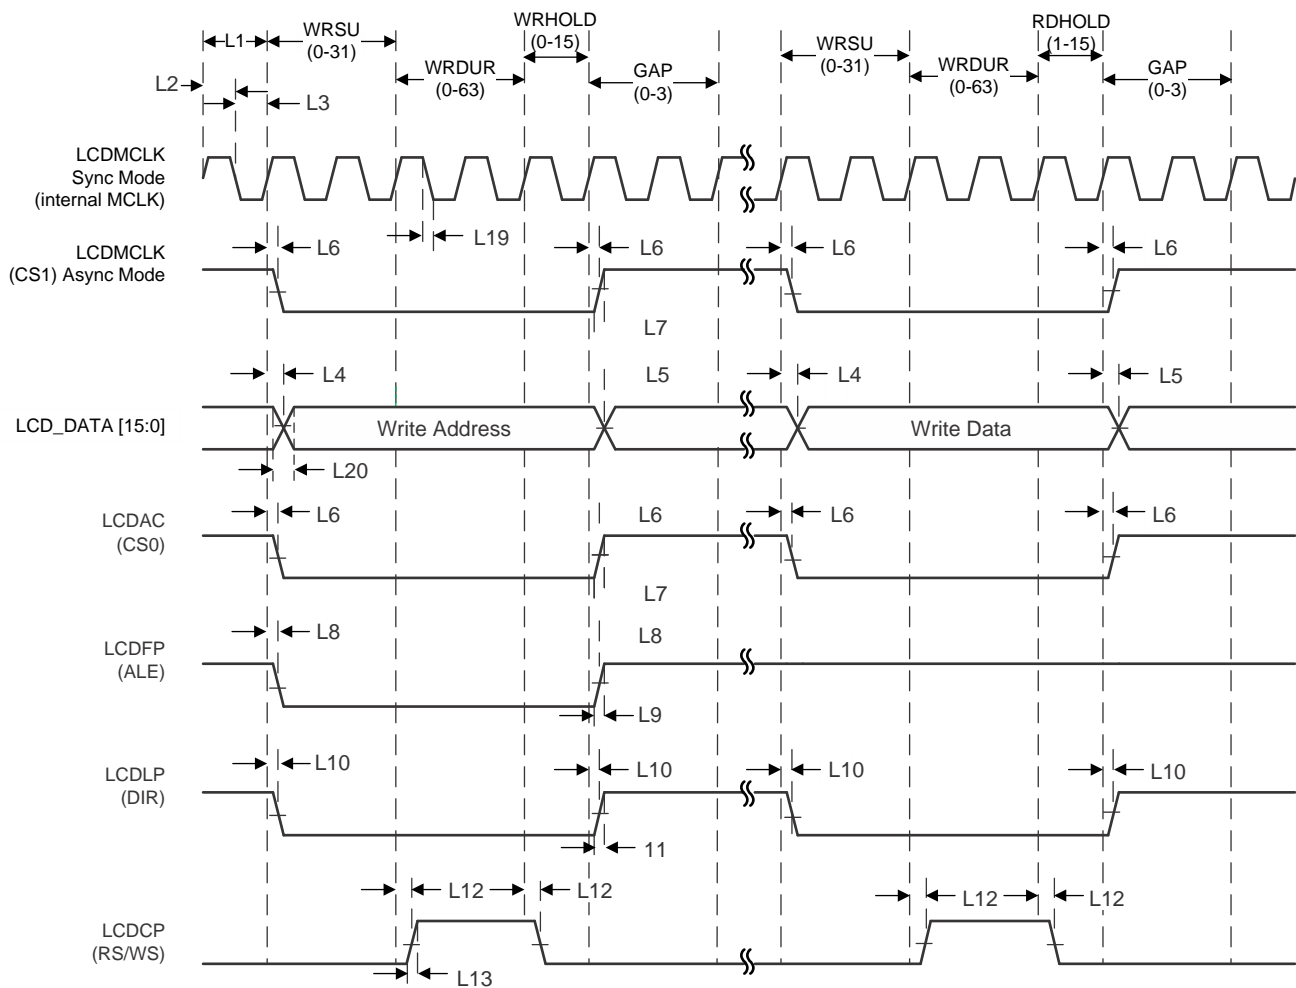 L1
WRSU
(0-31)
WRHOLD
(0-15)
RDHOLD
(1-15)
WRSU
(0-31)
WRDUR
(0-63)
GAP
(0-3)
WRDUR
(0-63)
GAP
(0-3)
L2
L3
LCDMCLK
Sync Mode
(internal MCLK)
L19
LCDMCLK
(CS1) Async Mode
L6
L6
L6
L6
L7
L4
L5
L4
L5
LCD_DATA [15:0]
Write Address
Write Data
L20
LCDAC
(CS0)
L6
L6
L6
L6
L7
LCDFP
(ALE)
L8
L8
L9
LCDLP
(DIR)
L10
L10
L10
L10
11
LCDCP
(RS/WS)
L12
L12
L12
L12
L13